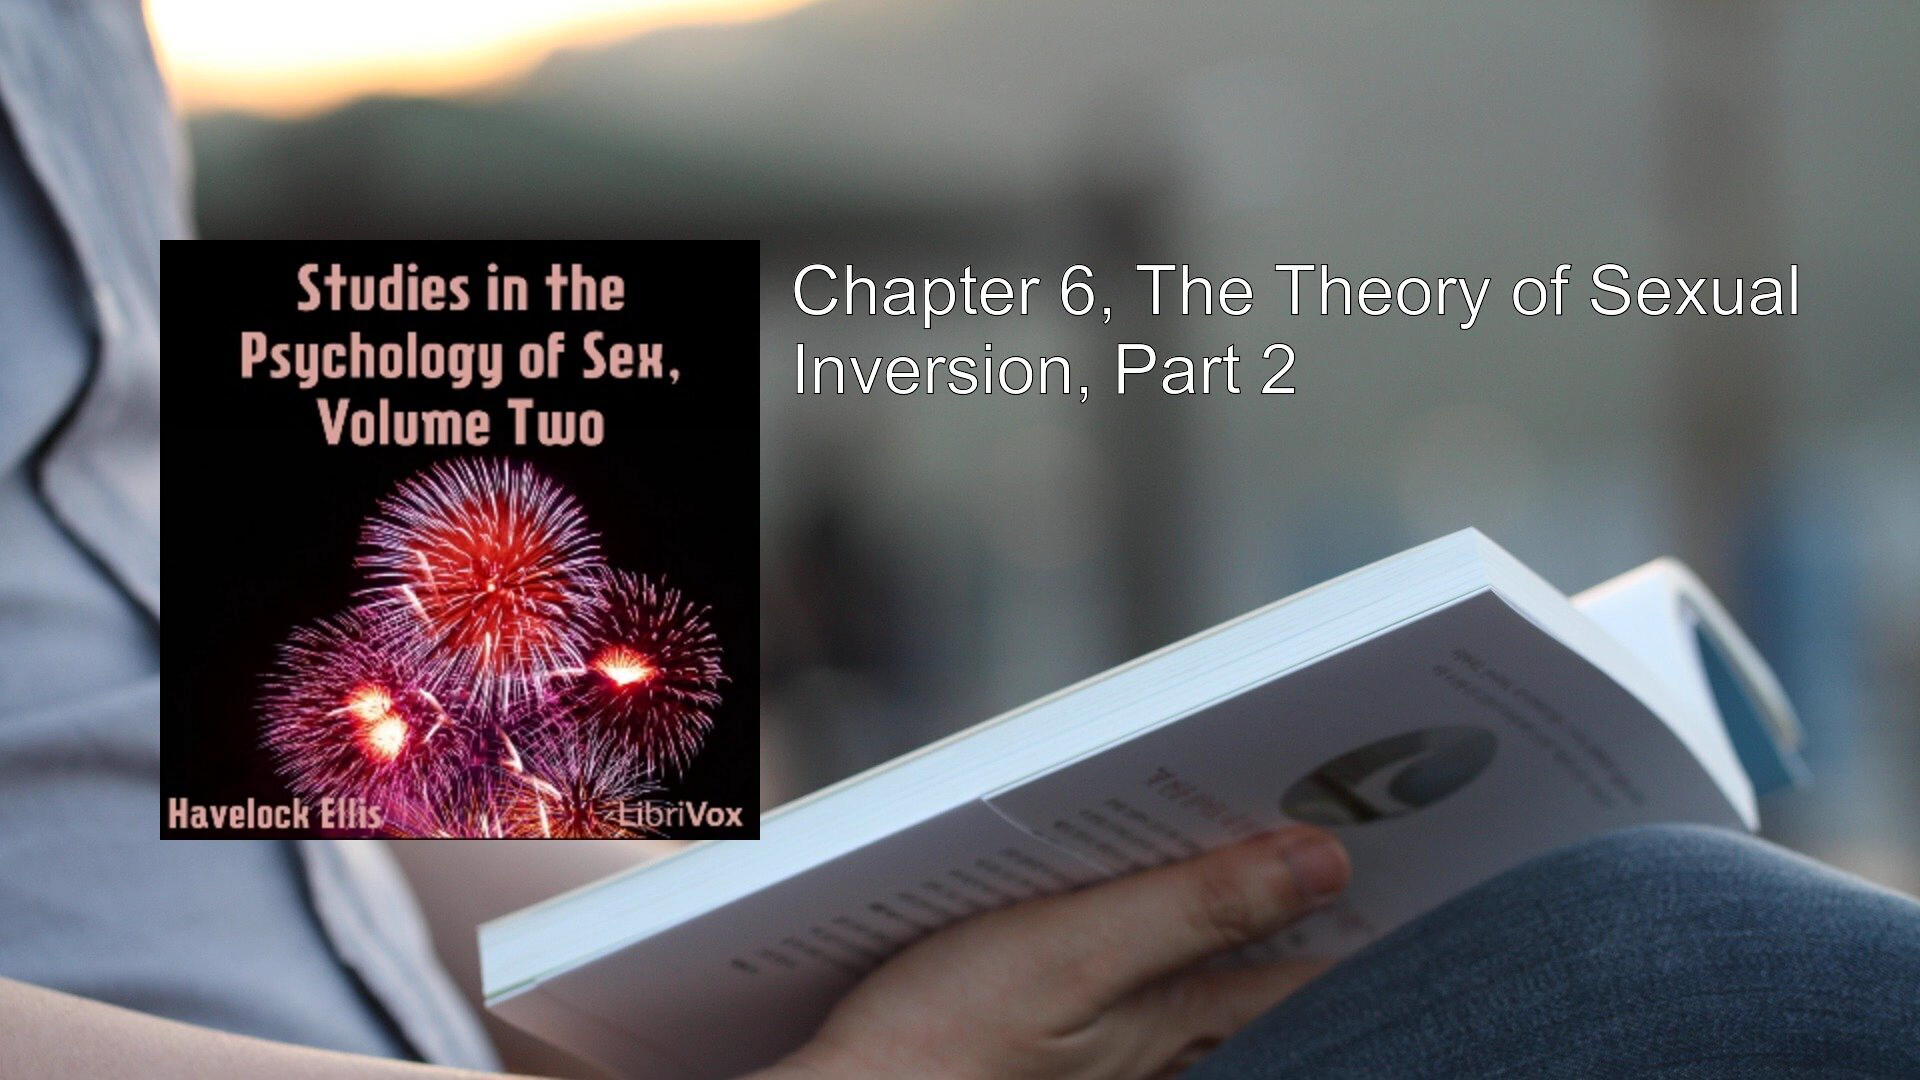 Studies in the
Psychology of Sex,
Volume Two
Havelock Ellis
LibriVox
Chapter 6, The Theory of Sexual
Inversion, Part 2